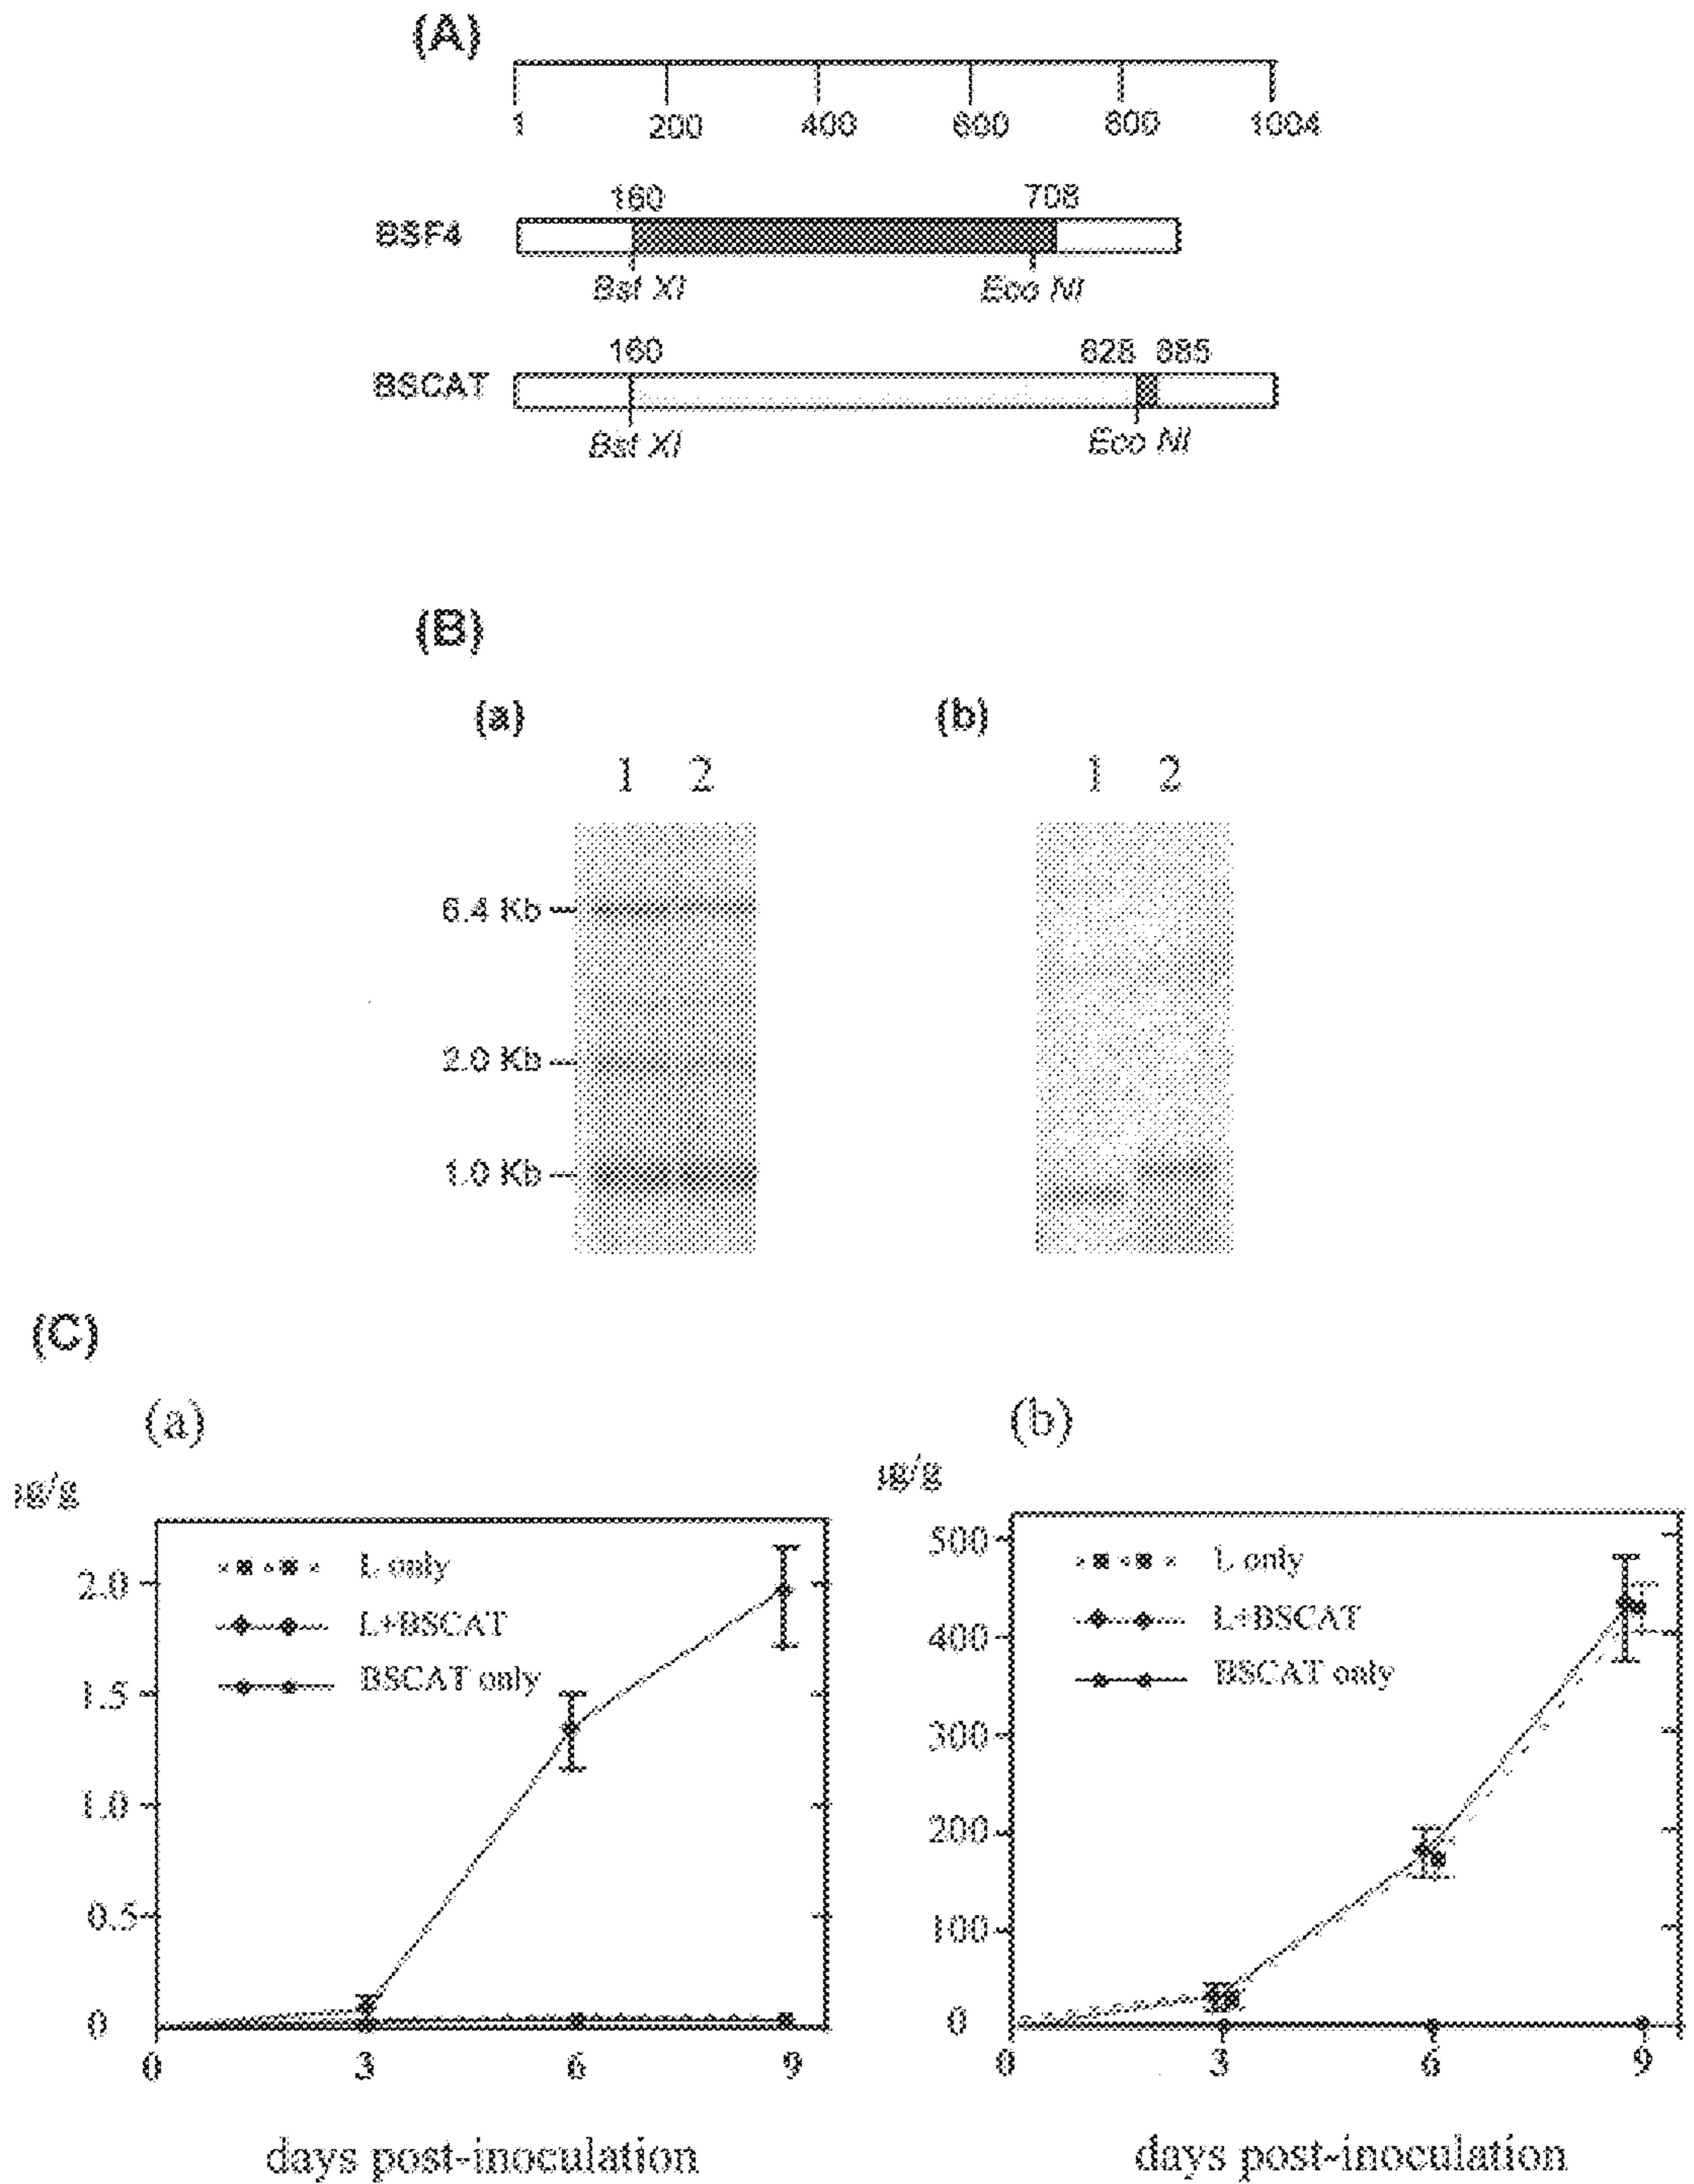 (A)
1 200 400 600 800 1004
160 708
BSF4
Bst XI Eco NI
160 828 885
BSCAT
Bst XI Eco NI
(B)
(a) (b)
1 2 1 2
6.4 Kb
2.0 Kb
1.0 Kb
(C)
(a) (b)
g/g
g/g
L only
L+BSCAT
BSCAT only
2.0
1.5
1.0
0.5
0
0 3 6 9
days post-inoculation
L only
L+BSCAT
BSCAT only
500
400
300
200
100
0
0 3 6 9
days post-inoculation